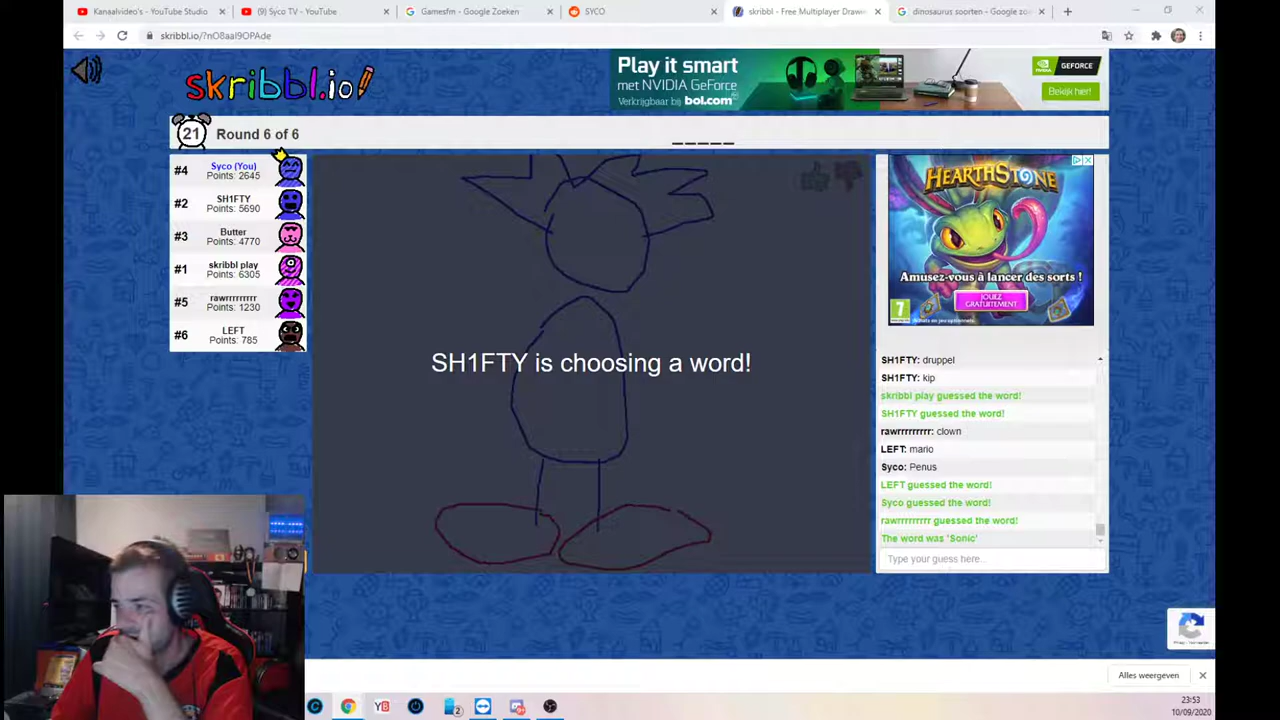 Kanaalvideo's - YouTube Studio
(9) Syco TV - YouTube
Gamesfm - Google Zoeken
SYCO
skribbl - Free Multiplayer Drawi
dinosaurus soorten - Google zo
skribbl.io/?nO8aaI9OPAde
skribbl.io
Play it smart
met NVIDIA GeForce
Verkrijgbaar bij bol.com
NVIDIA GEFORCE
Bekijk hier!
21
Round 6 of 6
_ _ _ _ _
#4 Syco (You)
Points: 2645
#2 SH1FTY
Points: 5690
#3 Butter
Points: 4770
#1 skribbl play
Points: 6305
#5 rawrrrrrrrrr
Points: 1230
#6 LEFT
Points: 785
SH1FTY is choosing a word!
HEARTHSTONE
Amusez-vous à lancer des sorts !
JOUEZ
GRATUITEMENT
7
SH1FTY: druppel
SH1FTY: kip
skribbl play guessed the word!
SH1FTY guessed the word!
rawrrrrrrrrr: clown
LEFT: mario
Syco: Penus
LEFT guessed the word!
Syco guessed the word!
rawrrrrrrrrr guessed the word!
The word was 'Sonic'
Type your guess here...
Alles weergeven
23:53
10/09/2020